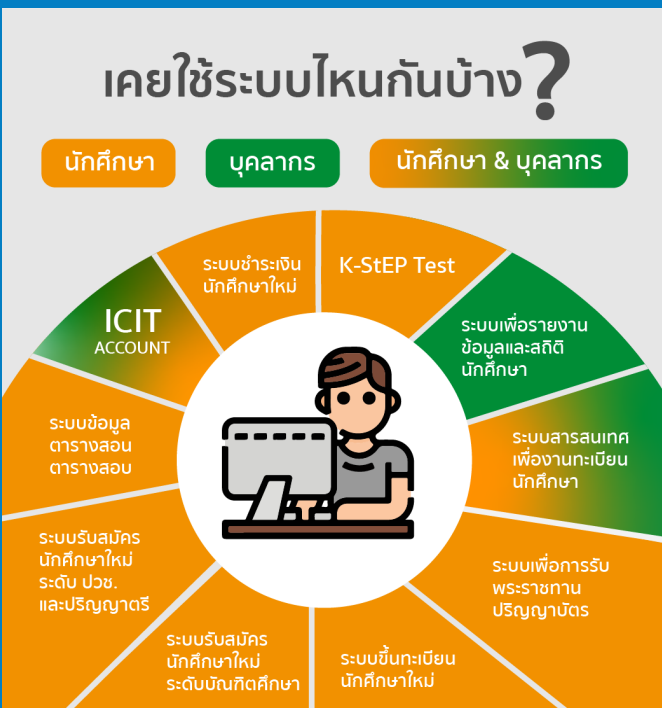 เคยใช้ระบบไหนกันบ้าง?
นักศึกษา
บุคลากร
นักศึกษา & บุคลากร
ICIT
ACCOUNT
ระบบชำระเงิน
นักศึกษาใหม่
K-StEP Test
ระบบเพื่อรายงาน
ข้อมูลและสถิติ
นักศึกษา
ระบบสารสนเทศ
เพื่องานทะเบียน
นักศึกษา
ระบบเพื่อการรับ
พระราชทาน
ปริญญาบัตร
ระบบขึ้นทะเบียน
นักศึกษาใหม่
ระบบรับสมัคร
นักศึกษาใหม่
ระดับบัณฑิตศึกษา
ระบบรับสมัคร
นักศึกษาใหม่
ระดับ ปวช.
และปริญญาตรี
ระบบข้อมูล
ตารางสอน
ตารางสอบ